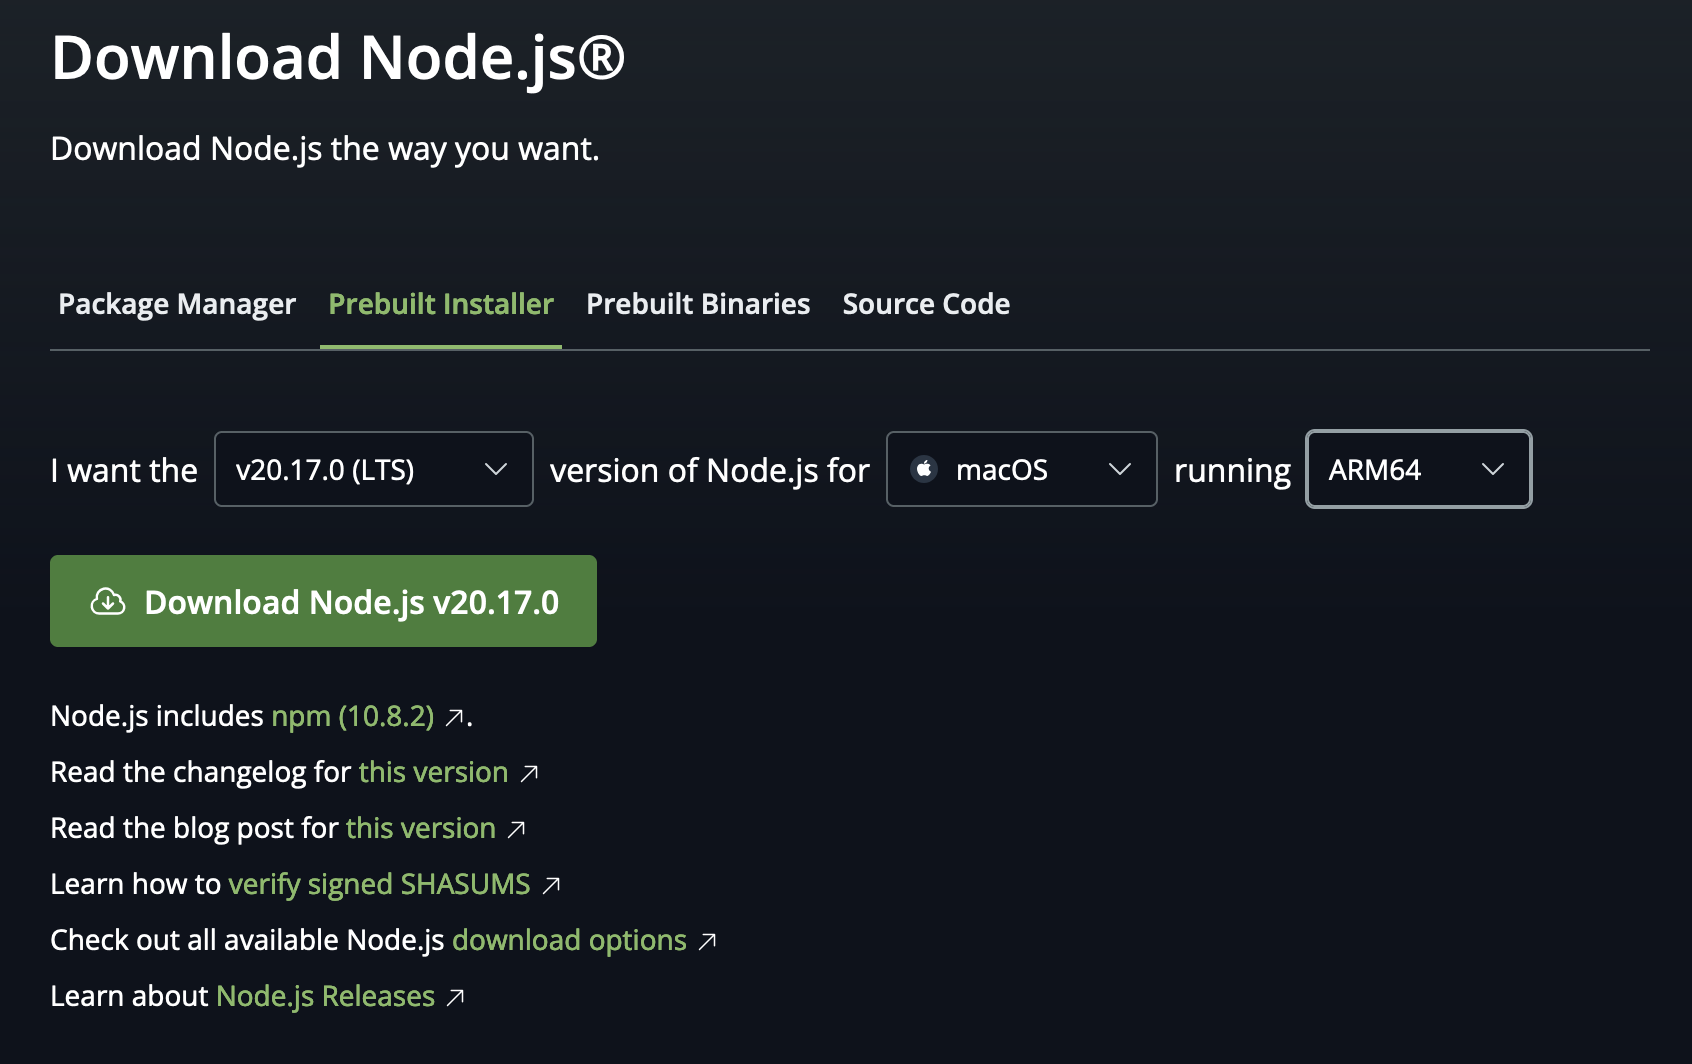 Download Node.js®
Download Node.js the way you want.
Package Manager Prebuilt Installer Prebuilt Binaries Source Code
I want the v20.17.0 (LTS) version of Node.js for macOS running ARM64
Download Node.js v20.17.0
Node.js includes npm (10.8.2) ↗.
Read the changelog for this version ↗
Read the blog post for this version ↗
Learn how to verify signed SHASUMS ↗
Check out all available Node.js download options ↗
Learn about Node.js Releases ↗